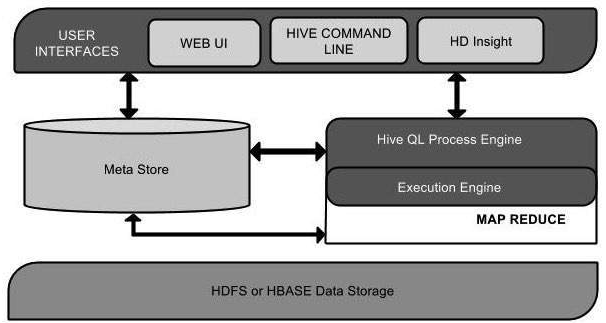 USER
INTERFACES
WEB UI
HIVE COMMAND
LINE
HD Insight
Meta Store
Hive QL Process Engine
Execution Engine
MAP REDUCE
HDFS or HBASE Data Storage